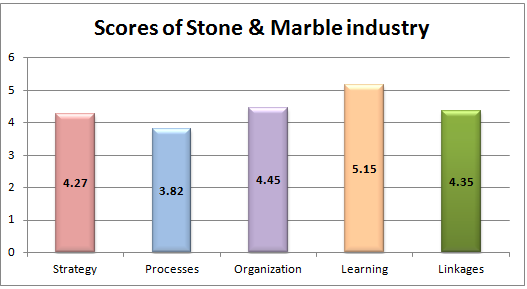 Scores of Stone & Marble industry
6
5
4
3
2
1
0
4.27
3.82
4.45
5.15
4.35
Strategy
Processes
Organization
Learning
Linkages